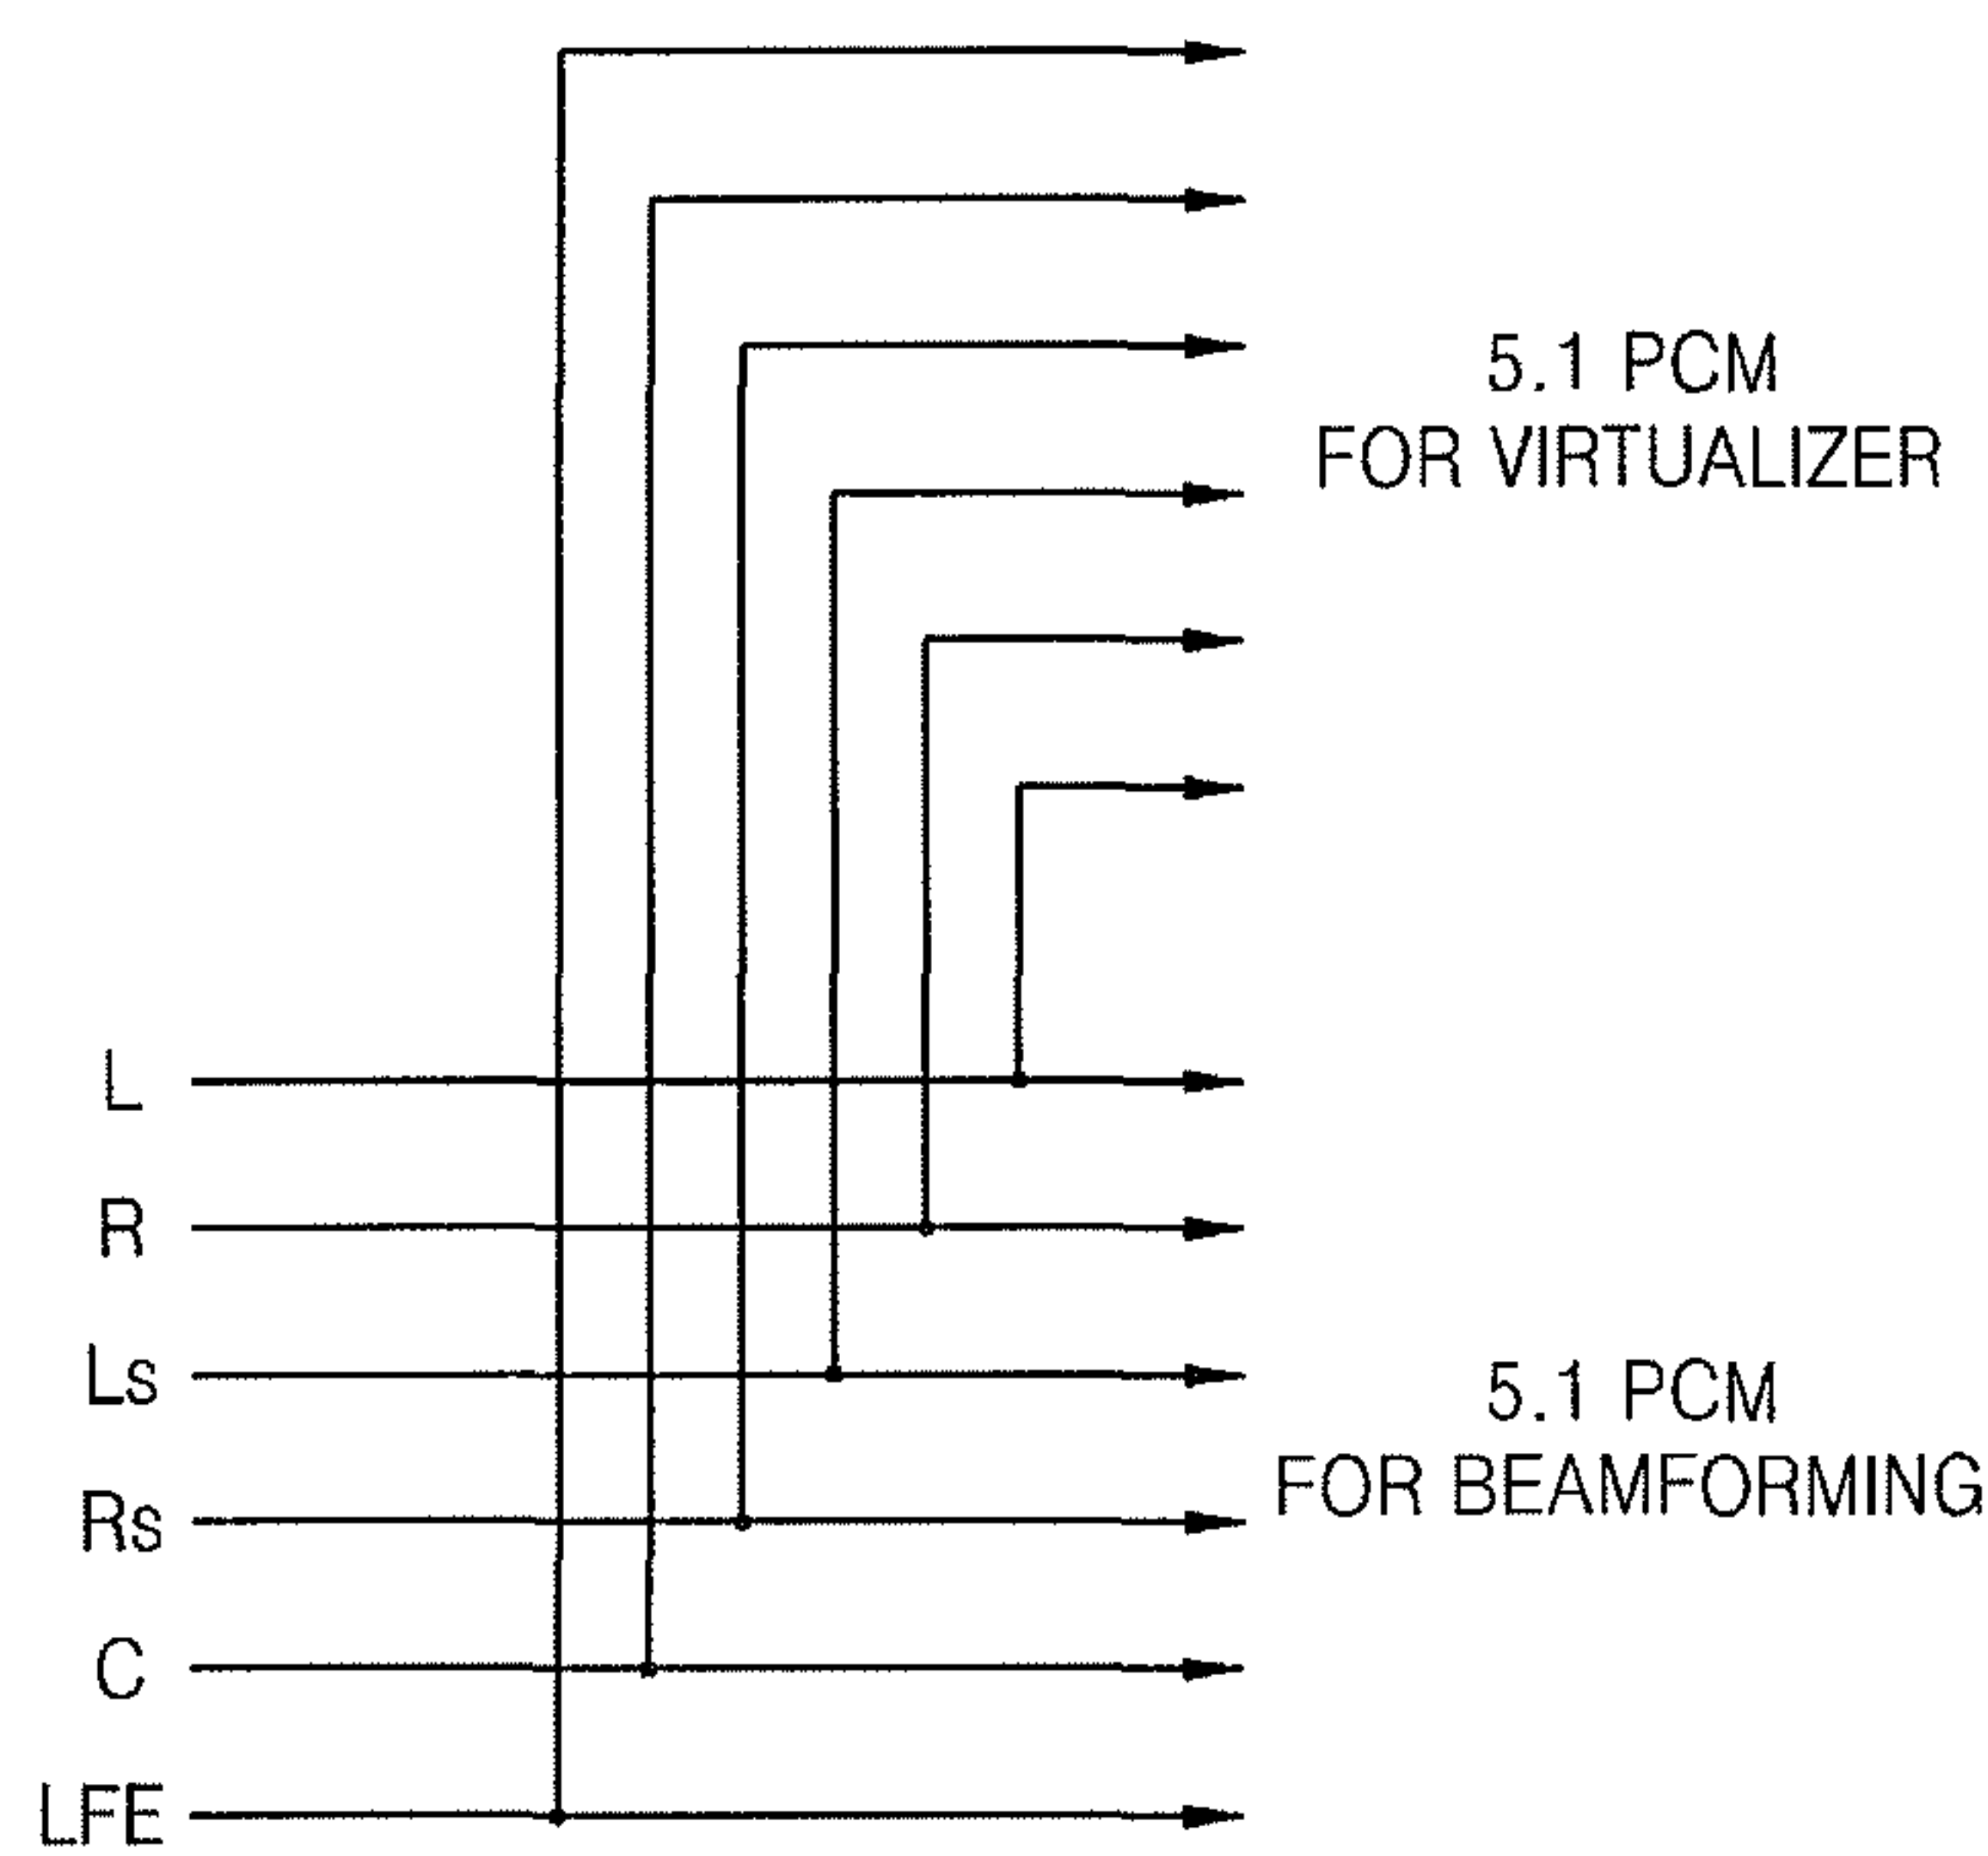 5.1 PCM
FOR VIRTUALIZER
L
R
Ls
Rs
C
LFE
5.1 PCM
FOR BEAMFORMING